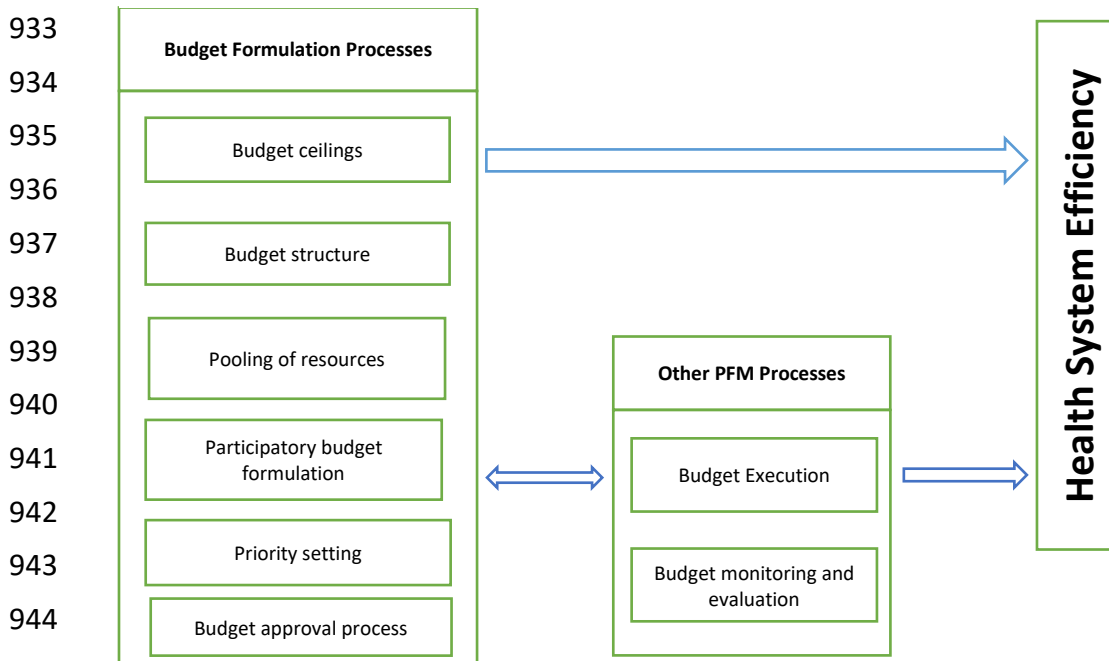 933
934
935
936
937
938
939
940
941
942
943
944
Budget Formulation Processes
Budget ceilings
Budget structure
Pooling of resources
Participatory budget
formulation
Priority setting
Budget approval process
Other PFM Processes
Budget Execution
Budget monitoring and
evaluation
Health System Efficiency